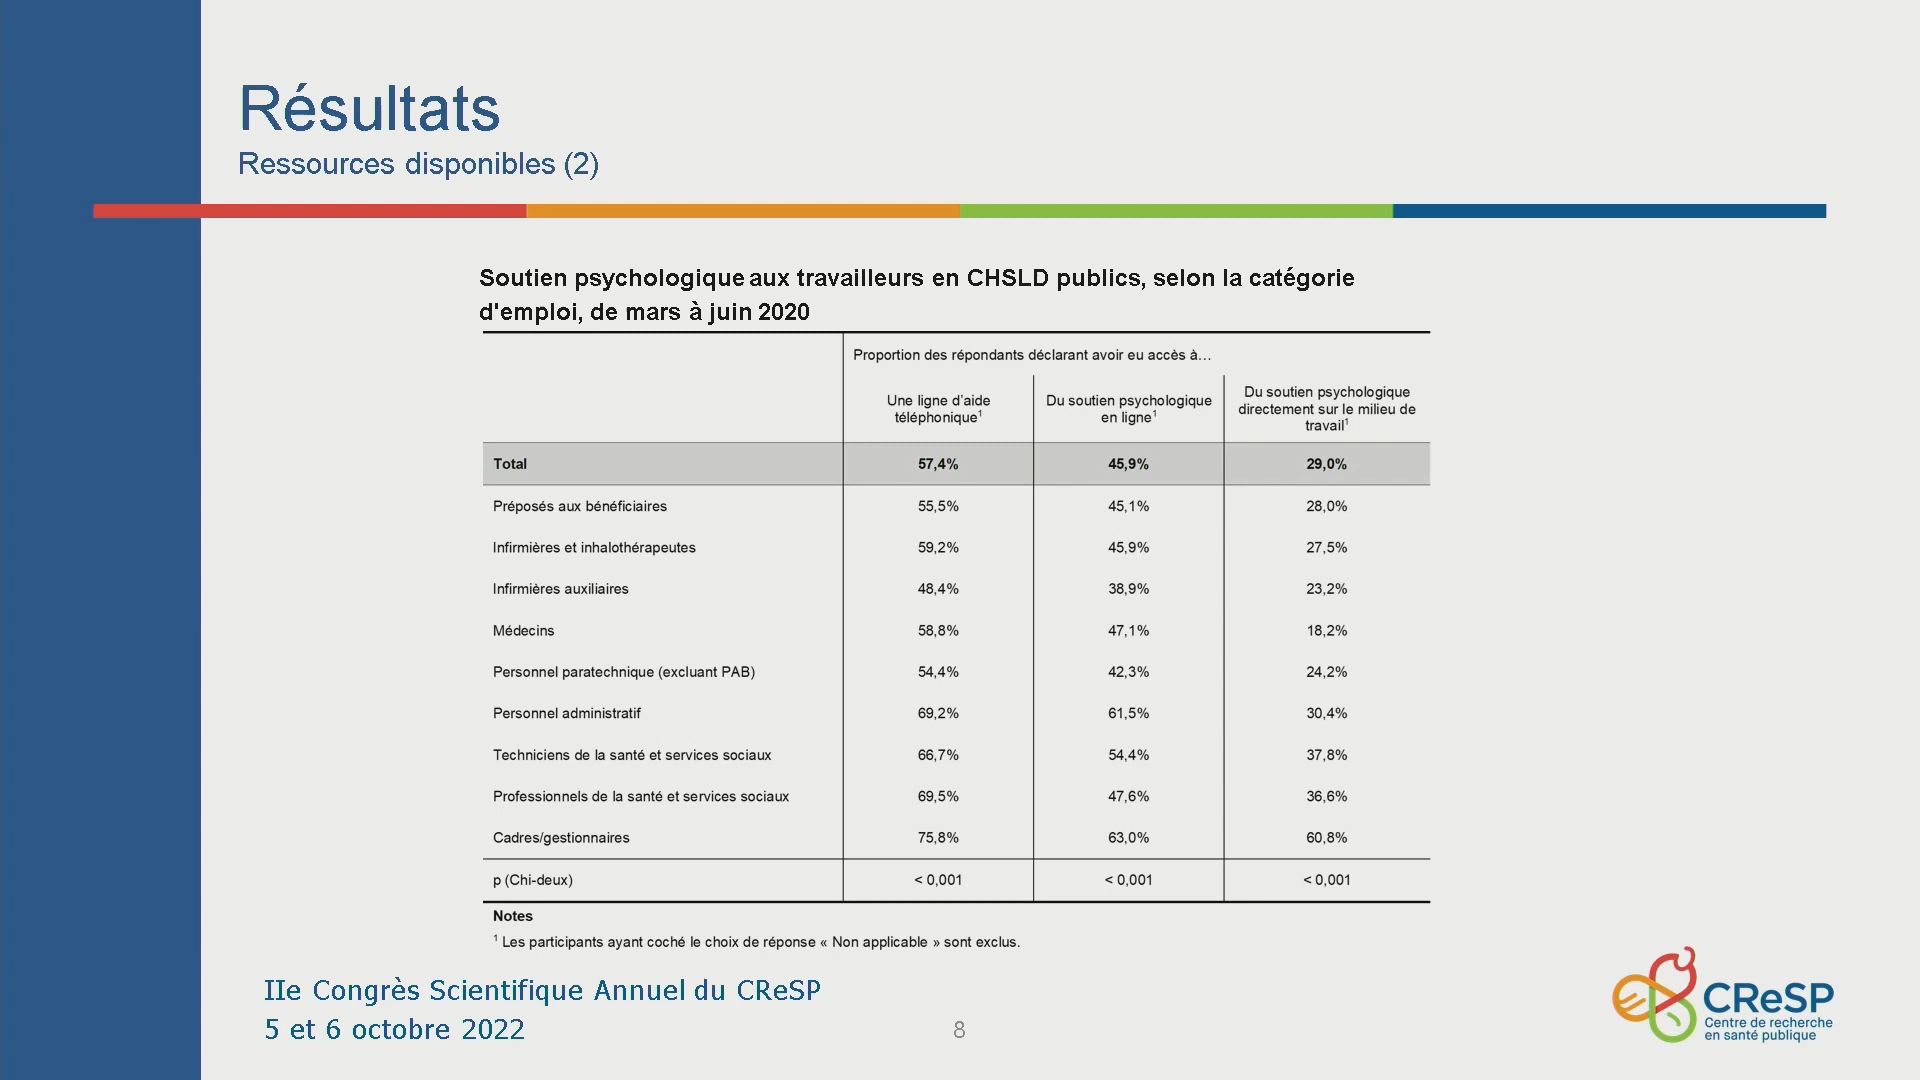 Résultats
Ressources disponibles (2)
Soutien psychologique aux travailleurs en CHSLD publics, selon la catégorie
d'emploi, de mars à juin 2020
Proportion des répondants déclarant avoir eu accès à…
Une ligne d'aide
téléphonique¹
Du soutien psychologique
en ligne¹
Du soutien psychologique
directement sur le milieu de
travail¹
Total 57,4% 45,9% 29,0%
Préposés aux bénéficiaires 55,5% 45,1% 28,0%
Infirmières et inhalothérapeutes 59,2% 45,9% 27,5%
Infirmières auxiliaires 48,4% 38,9% 23,2%
Médecins 58,8% 47,1% 18,2%
Personnel paratechnique (excluant PAB) 54,4% 42,3% 24,2%
Personnel administratif 69,2% 61,5% 30,4%
Techniciens de la santé et services sociaux 66,7% 54,4% 37,8%
Professionnels de la santé et services sociaux 69,5% 47,6% 36,6%
Cadres/gestionnaires 75,8% 63,0% 60,8%
p (Chi-deux) < 0,001 < 0,001 < 0,001
Notes
¹ Les participants ayant coché le choix de réponse « Non applicable » sont exclus.
IIe Congrès Scientifique Annuel du CReSP
5 et 6 octobre 2022
8
CReSP
Centre de recherche
en santé publique